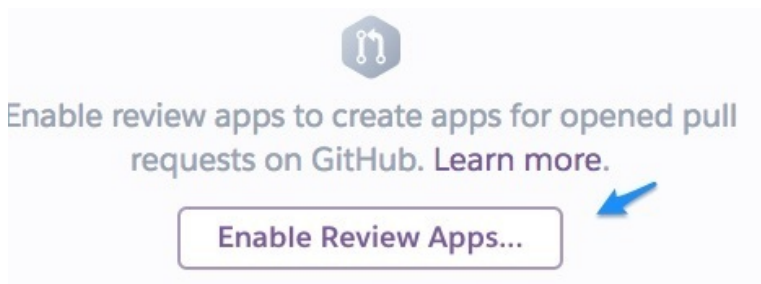 Enable review apps to create apps for opened pull
requests on GitHub. Learn more.
Enable Review Apps...